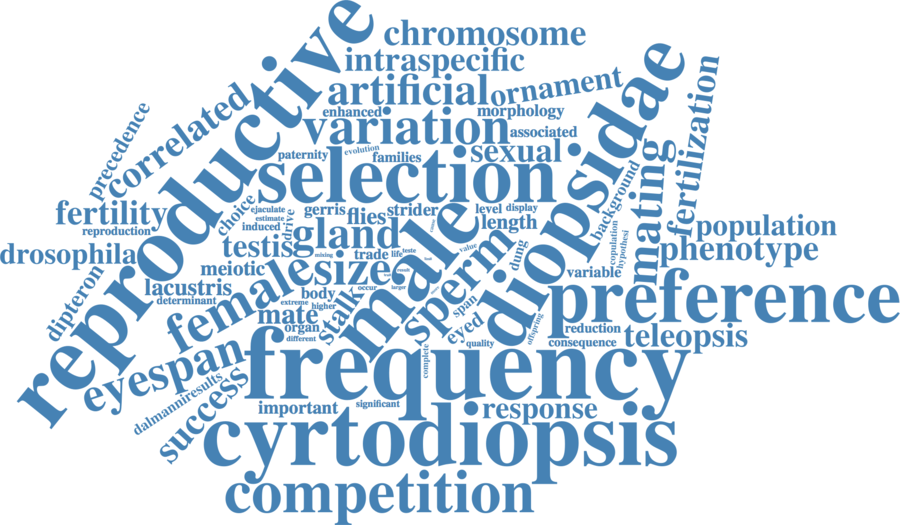 chromosome
intraspecific
reproductive
artificial
ornament
enhanced
morphology
correlated
variation
associated
precedence
paternity
evolution
families
sexual
diopsidae
fertilization
selection
background
mating
fertility
reproduction
choice
ejaculate
estimate
induced
drive
gerris
flies
strider
level
display
length
population
drosophila
testis
gland
male
copulation
hypothesi
phenotype
meiotic
mining
size
trade
life
teste
value
sperm
dung
variable
dipteron
lacustris
determinant
female
body
occur
larger
result
extreme
higher
mate
organ
different
stalk
span
eyed
offspring
preference
reduction
consequence
teleopsis
quality
eyespan
frequency
complete
dalmanni
results
success
important
significant
response
cyrtodiopsis
competition